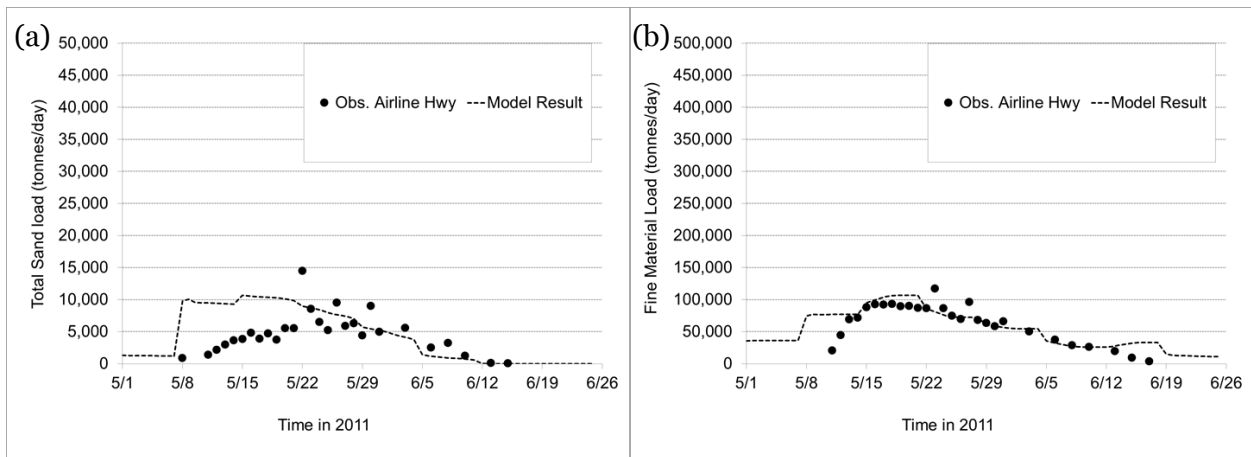 (a)
50,000
45,000
40,000
35,000
30,000
25,000
20,000
15,000
10,000
5,000
0
Total Sand load (tonnes/day)
Obs. Airline Hwy Model Result
5/1 5/8 5/15 5/22 5/29 6/5 6/12 6/19 6/26
Time in 2011
(b)
500,000
450,000
400,000
350,000
300,000
250,000
200,000
150,000
100,000
50,000
0
Fine Material Load (tonnes/day)
Obs. Airline Hwy Model Result
5/1 5/8 5/15 5/22 5/29 6/5 6/12 6/19 6/26
Time in 2011